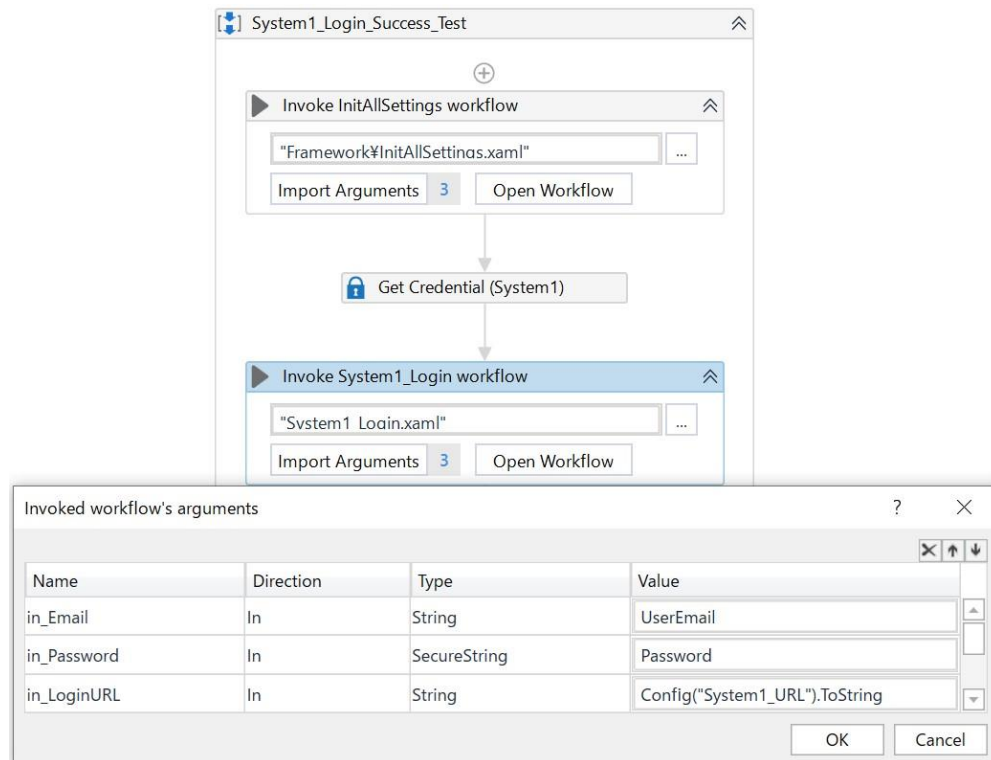 System1_Login_Success_Test
Invoke InitAllSettings workflow
"Framework¥InitAllSettings.xaml"
...
Import Arguments 3 Open Workflow
Get Credential (System1)
Invoke System1_Login workflow
"System1_Login.xaml"
...
Import Arguments 3 Open Workflow
Invoked workflow's arguments ?
Name Direction Type Value
in_Email In String UserEmail
in_Password In SecureString Password
in_LoginURL In String Config("System1_URL").ToString
OK Cancel